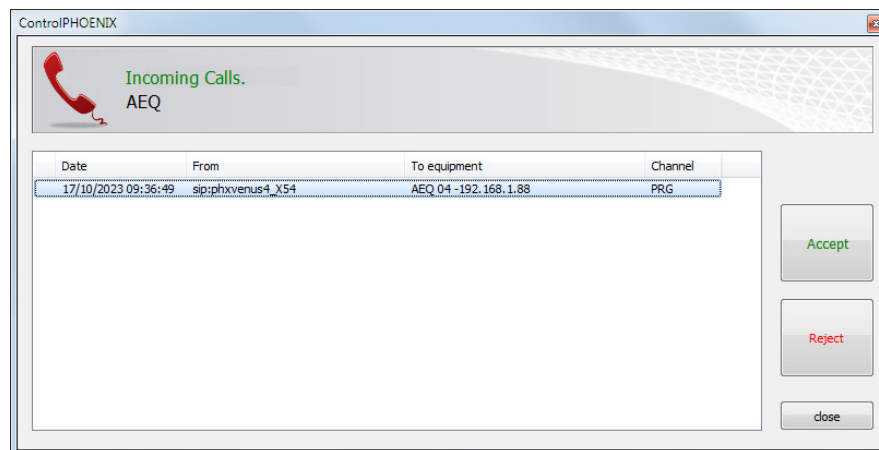 ControlPHOENIX
Incoming Calls.
AEQ
Date From To equipment Channel
17/10/2023 09:36:49 sip:phxvenus4_X54 AEQ 04 -192.168.1.88 PRG
Accept
Reject
close